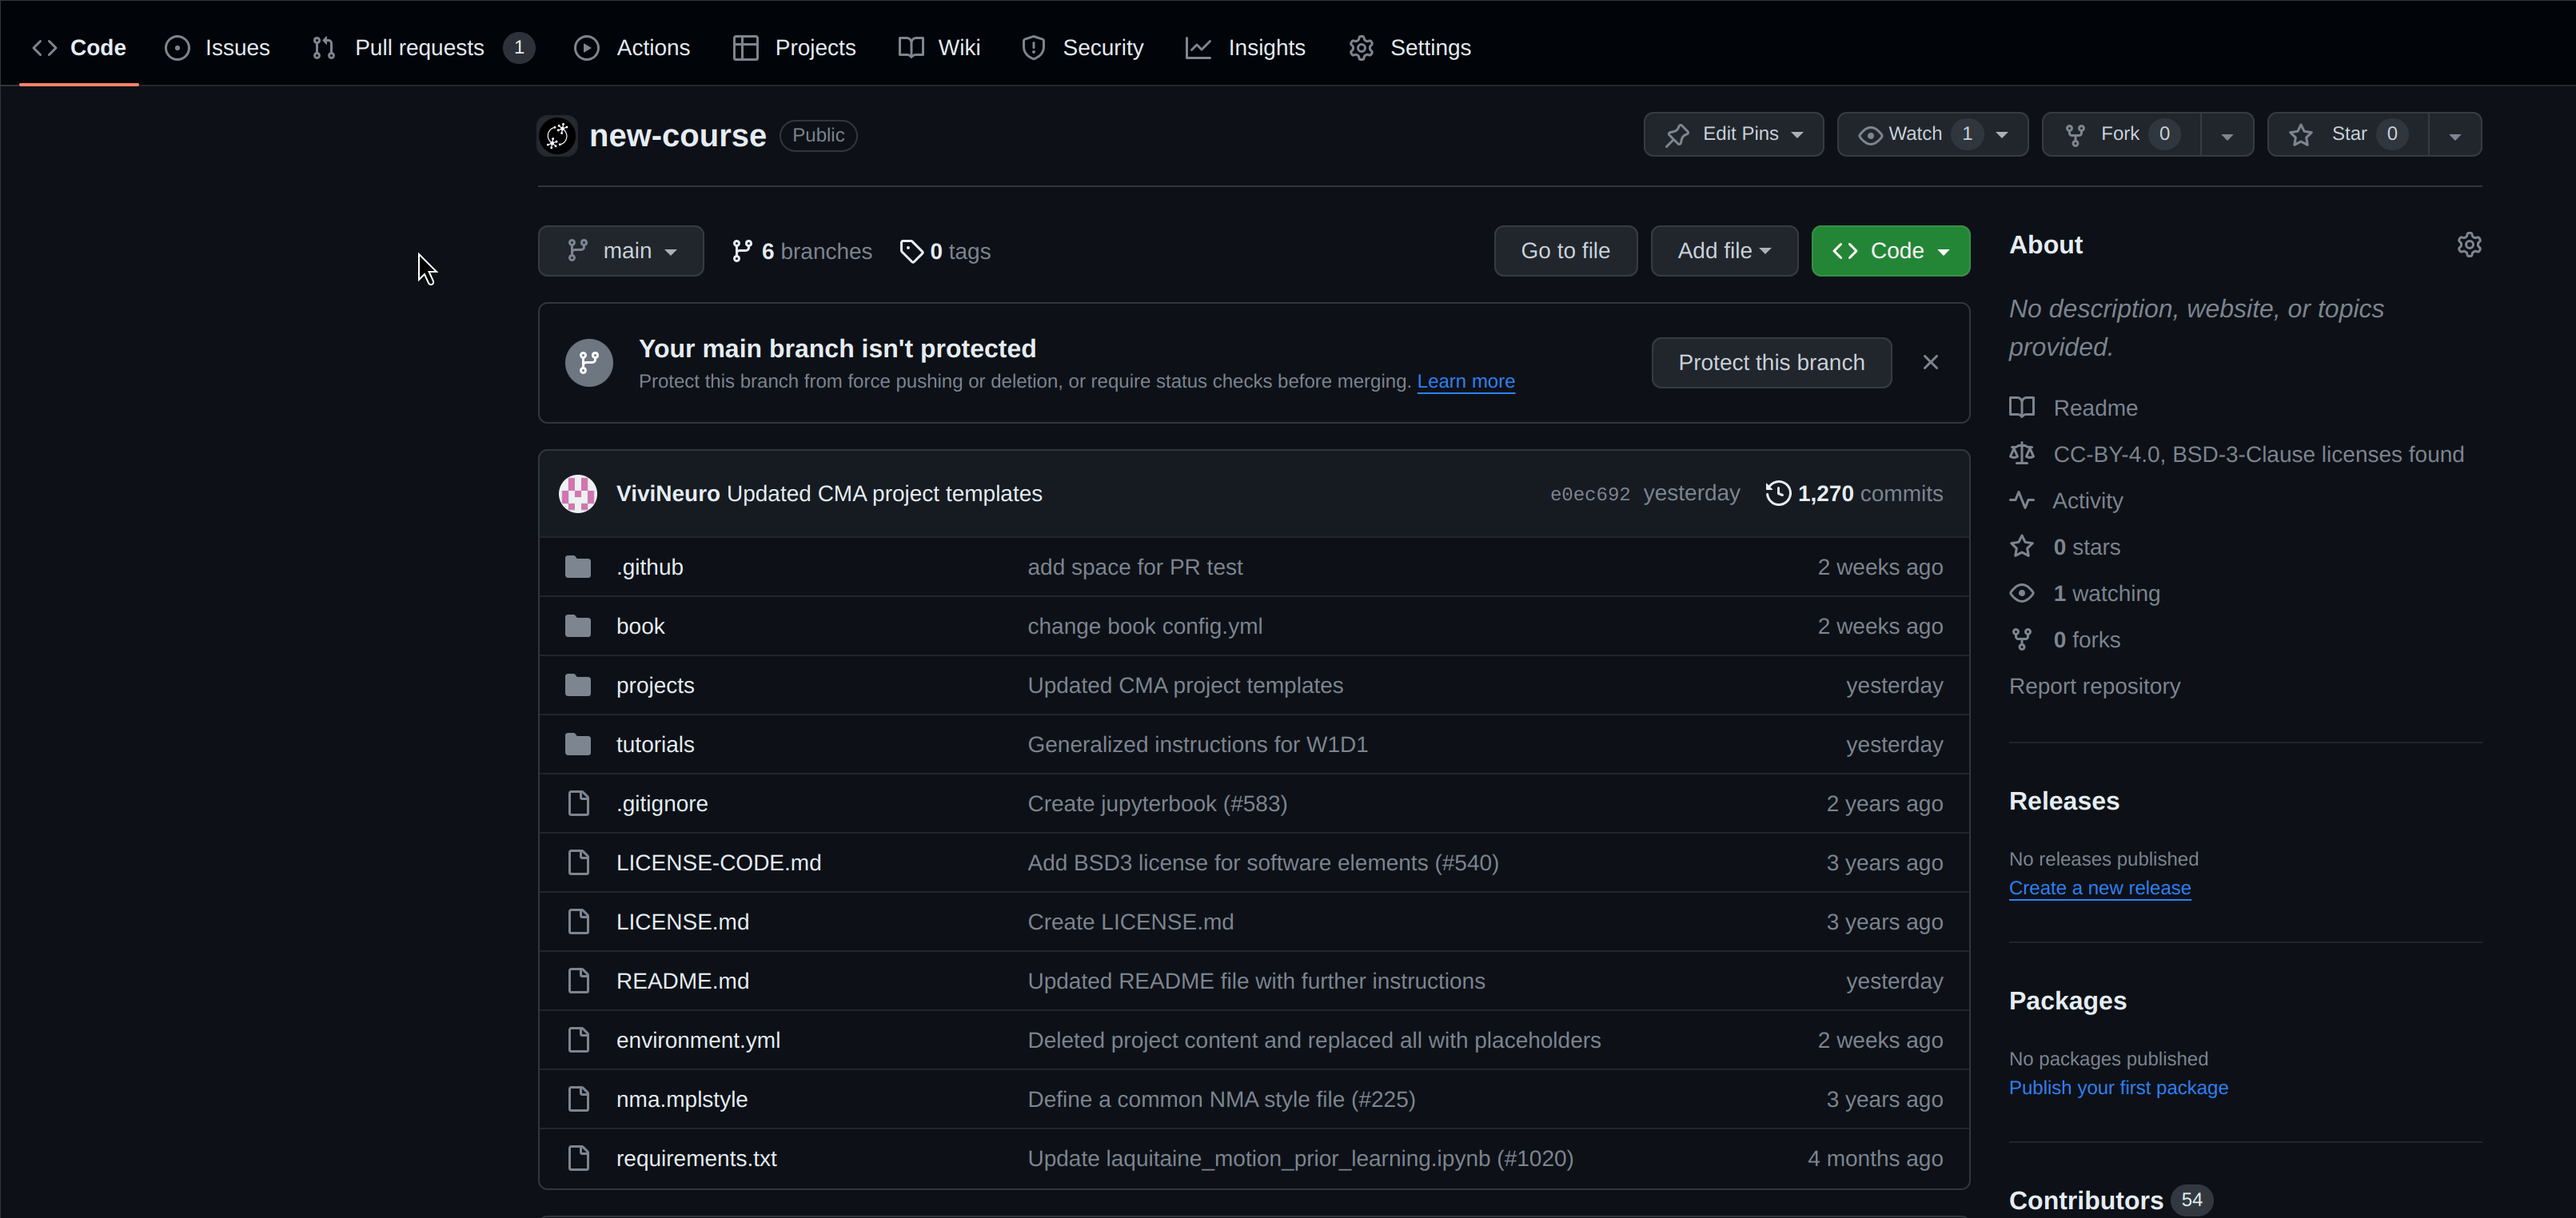 Code Issues Pull requests 1 Actions Projects Wiki Security Insights Settings
new-course Public Edit Pins Watch 1 Fork 0 Star 0
main 6 branches 0 tags Go to file Add file Code
Your main branch isn't protected
Protect this branch from force pushing or deletion, or require status checks before merging. Learn more
Protect this branch
ViviNeuro Updated CMA project templates e0ec692 yesterday 1,270 commits
.github add space for PR test 2 weeks ago
book change book config.yml 2 weeks ago
projects Updated CMA project templates yesterday
tutorials Generalized instructions for W1D1 yesterday
.gitignore Create jupyterbook (#583) 2 years ago
LICENSE-CODE.md Add BSD3 license for software elements (#540) 3 years ago
LICENSE.md Create LICENSE.md 3 years ago
README.md Updated README file with further instructions yesterday
environment.yml Deleted project content and replaced all with placeholders 2 weeks ago
nma.mplstyle Define a common NMA style file (#225) 3 years ago
requirements.txt Update laquitaine_motion_prior_learning.ipynb (#1020) 4 months ago
About
No description, website, or topics
provided.
Readme
CC-BY-4.0, BSD-3-Clause licenses found
Activity
0 stars
1 watching
0 forks
Report repository
Releases
No releases published
Create a new release
Packages
No packages published
Publish your first package
Contributors 54